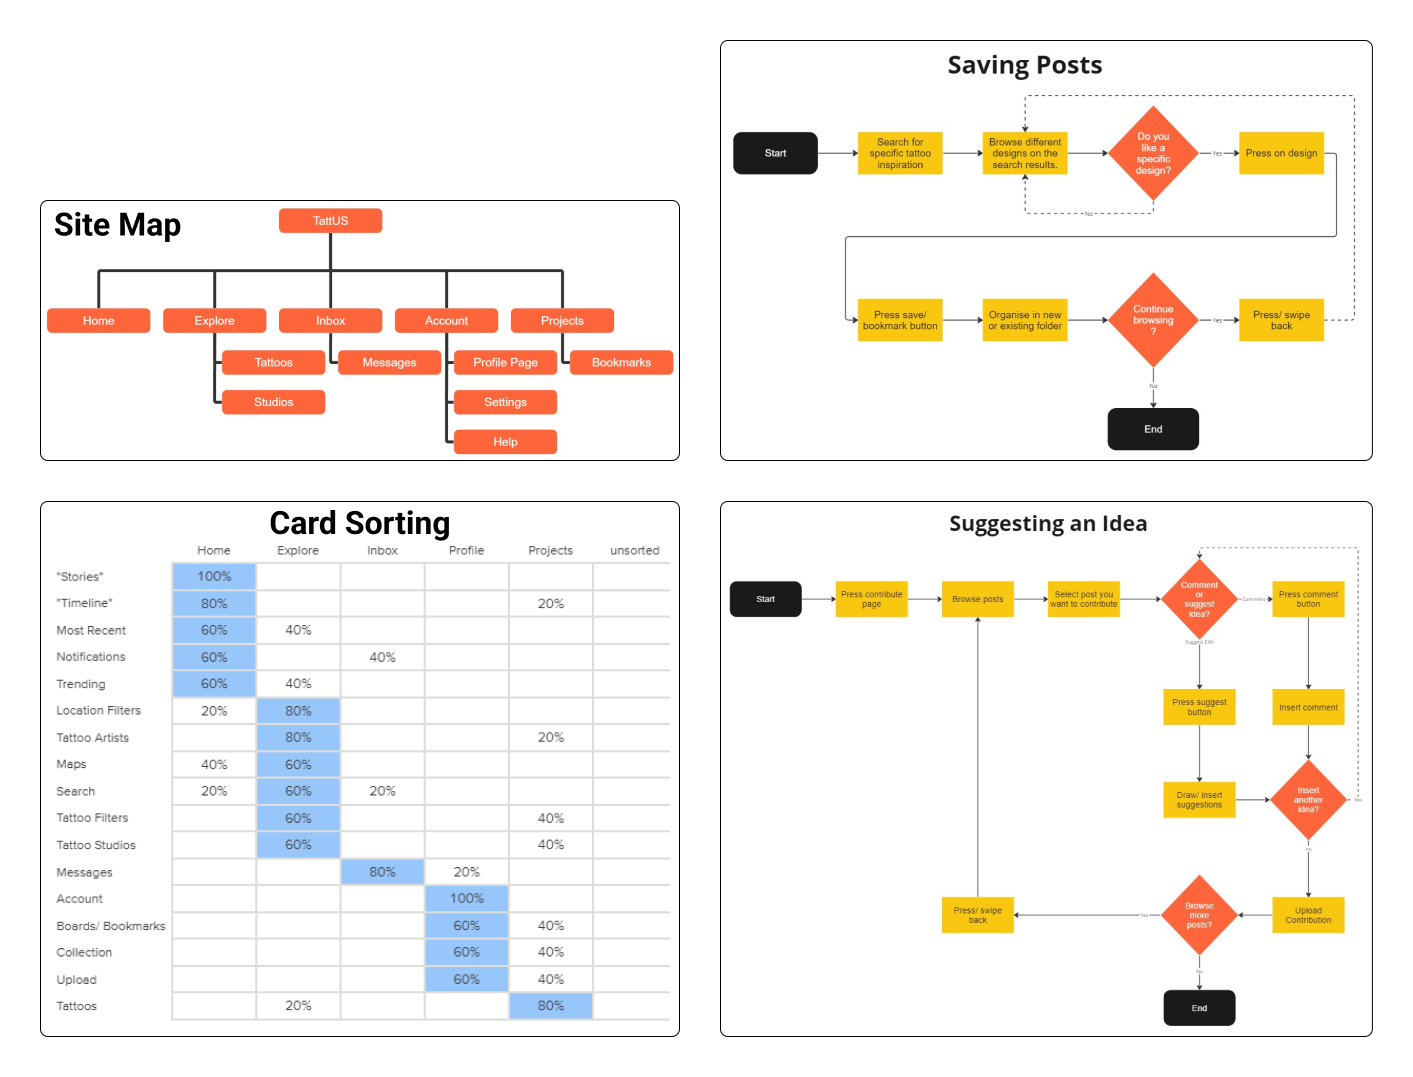 Site Map
TattUS
Home
Explore
Inbox
Account
Projects
Tattoos
Messages
Profile Page
Bookmarks
Studios
Settings
Help
Saving Posts
Start
Search for
specific tattoo
inspiration
Browse different
designs on the
search results.
Do you
like a
specific
design?
Yes
Press on design
No
Press save/
bookmark button
Organise in new
or existing folder
Continue
browsing
?
Yes
Press/ swipe
back
No
End
Card Sorting
Home Explore Inbox Profile Projects unsorted
"Stories" 100%
"Timeline" 80% 20%
Most Recent 60% 40%
Notifications 60% 40%
Trending 60% 40%
Location Filters 20% 80%
Tattoo Artists 80% 20%
Maps 40% 60%
Search 20% 60% 20%
Tattoo Filters 60% 40%
Tattoo Studios 60% 40%
Messages 80% 20%
Account 100%
Boards/ Bookmarks 60% 40%
Collection 60% 40%
Upload 60% 40%
Tattoos 20% 80%
Suggesting an Idea
Start
Press contribute
page
Browse posts
Select post you
want to contribute
Comment
or
suggest
idea?
Comment
Press comment
button
Suggest Edit
Press suggest
button
Insert comment
Draw/ insert
suggestions
Insert
another
idea?
Yes
no
Upload
Contribution
Browse
more
posts?
Yes
Press/ swipe
back
No
End